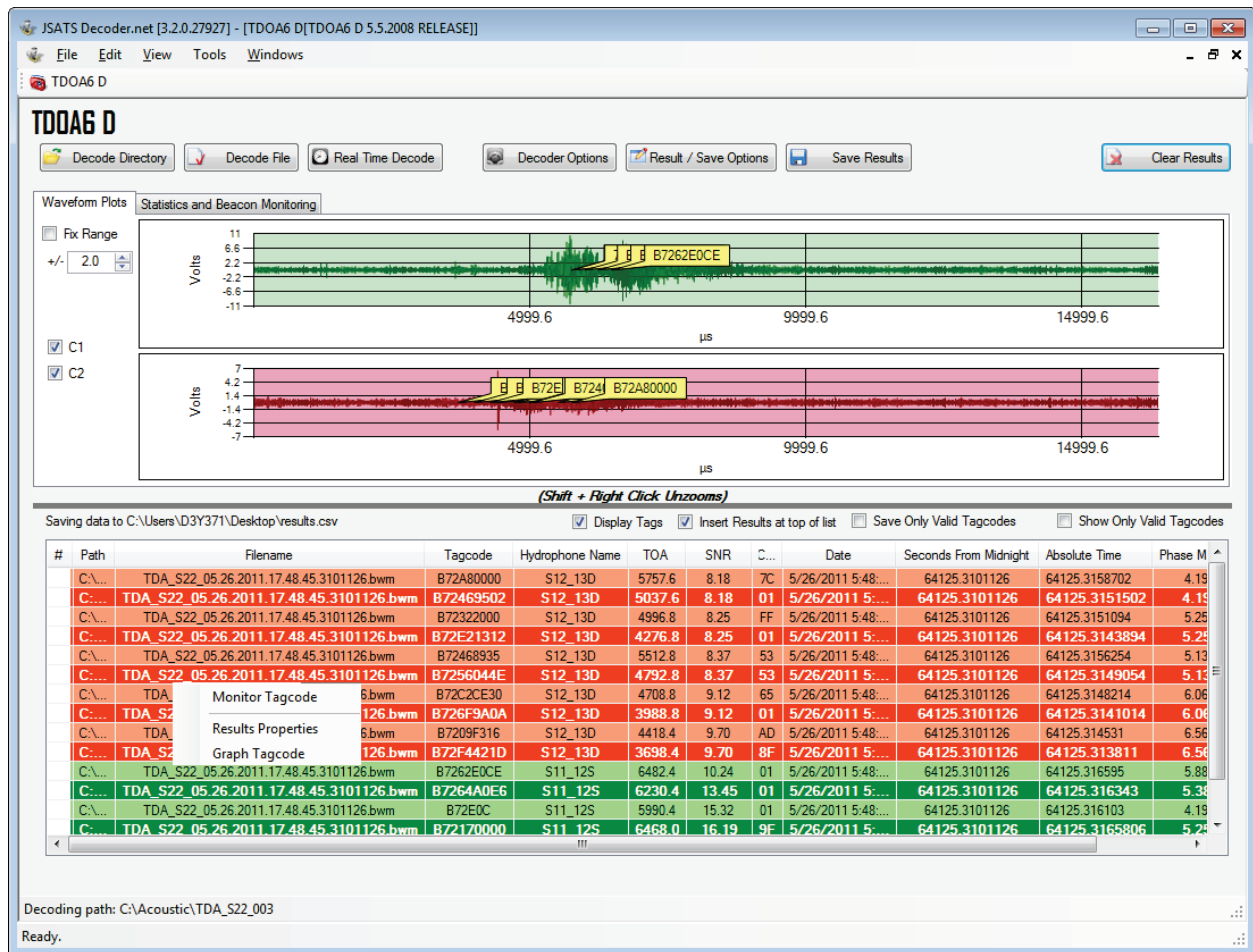 JSATS Decoder.net [3.2.0.27927] - [TDOA6 D[TDOA6 D 5.5.2008 RELEASE]]
File Edit View Tools Windows
TDOA6 D
TDOA6 D
Decode Directory Decode File Real Time Decode Decoder Options Result / Save Options Save Results Clear Results
Waveform Plots Statistics and Beacon Monitoring
Fix Range
+/- 2.0
C1
C2
Volts
11
6.6
2.2
-2.2
-6.6
-11
B7262E0CE
4999.6 9999.6 14999.6
µs
Volts
7
4.2
1.4
-1.4
-4.2
-7
B72E B724 B72A80000
4999.6 9999.6 14999.6
µs
(Shift + Right Click Unzooms)
Saving data to C:\Users\D3Y371\Desktop\results.csv Display Tags Insert Results at top of list Save Only Valid Tagcodes Show Only Valid Tagcodes
# Path Filename Tagcode Hydrophone Name TOA SNR C... Date Seconds From Midnight Absolute Time Phase M
C:\... TDA_S22_05.26.2011.17.48.45.3101126.bwm B72A80000 S12_13D 5757.6 8.18 7C 5/26/2011 5:48:... 64125.3101126 64125.3158702 4.19
C:... TDA_S22_05.26.2011.17.48.45.3101126.bwm B72469502 S12_13D 5037.6 8.18 01 5/26/2011 5:... 64125.3101126 64125.3151502 4.19
C:\... TDA_S22_05.26.2011.17.48.45.3101126.bwm B72322000 S12_13D 4996.8 8.25 FF 5/26/2011 5:48:... 64125.3101126 64125.3151094 5.25
C:... TDA_S22_05.26.2011.17.48.45.3101126.bwm B72E21312 S12_13D 4276.8 8.25 01 5/26/2011 5:... 64125.3101126 64125.3143894 5.25
C:\... TDA_S22_05.26.2011.17.48.45.3101126.bwm B72468935 S12_13D 5512.8 8.37 53 5/26/2011 5:48:... 64125.3101126 64125.3156254 5.13
C:... TDA_S22_05.26.2011.17.48.45.3101126.bwm B7256044E S12_13D 4792.8 8.37 53 5/26/2011 5:... 64125.3101126 64125.3149054 5.13
C:\... TDA_ 6.bwm B72C2CE30 S12_13D 4708.8 9.12 65 5/26/2011 5:48:... 64125.3101126 64125.3148214 6.06
Monitor Tagcode
C:... TDA_S2 126.bwm B726F9A0A S12_13D 3988.8 9.12 01 5/26/2011 5:... 64125.3101126 64125.3141014 6.06
C:\... TDA_ 6.bwm B7209F316 S12_13D 4418.4 9.70 AD 5/26/2011 5:48:... 64125.3101126 64125.314531 6.56
Results Properties
C:... TDA_S2 126.bwm B72F4421D S12_13D 3698.4 9.70 8F 5/26/2011 5:... 64125.3101126 64125.313811 6.56
Graph Tagcode
C:\... TDA_S22_05.26.2011.17.48.45.3101126.bwm B7262E0CE S11_12S 6482.4 10.24 01 5/26/2011 5:48:... 64125.3101126 64125.316595 5.88
C:... TDA_S22_05.26.2011.17.48.45.3101126.bwm B7264A0E6 S11_12S 6230.4 13.45 01 5/26/2011 5:... 64125.3101126 64125.316343 5.38
C:\... TDA_S22_05.26.2011.17.48.45.3101126.bwm B72E0C S11_12S 5990.4 15.32 01 5/26/2011 5:48:... 64125.3101126 64125.316103 4.19
C:... TDA_S22_05.26.2011.17.48.45.3101126.bwm B72170000 S11_12S 6468.0 16.19 9F 5/26/2011 5:... 64125.3101126 64125.3165806 5.25
Decoding path: C:\Acoustic\TDA_S22_003
Ready.